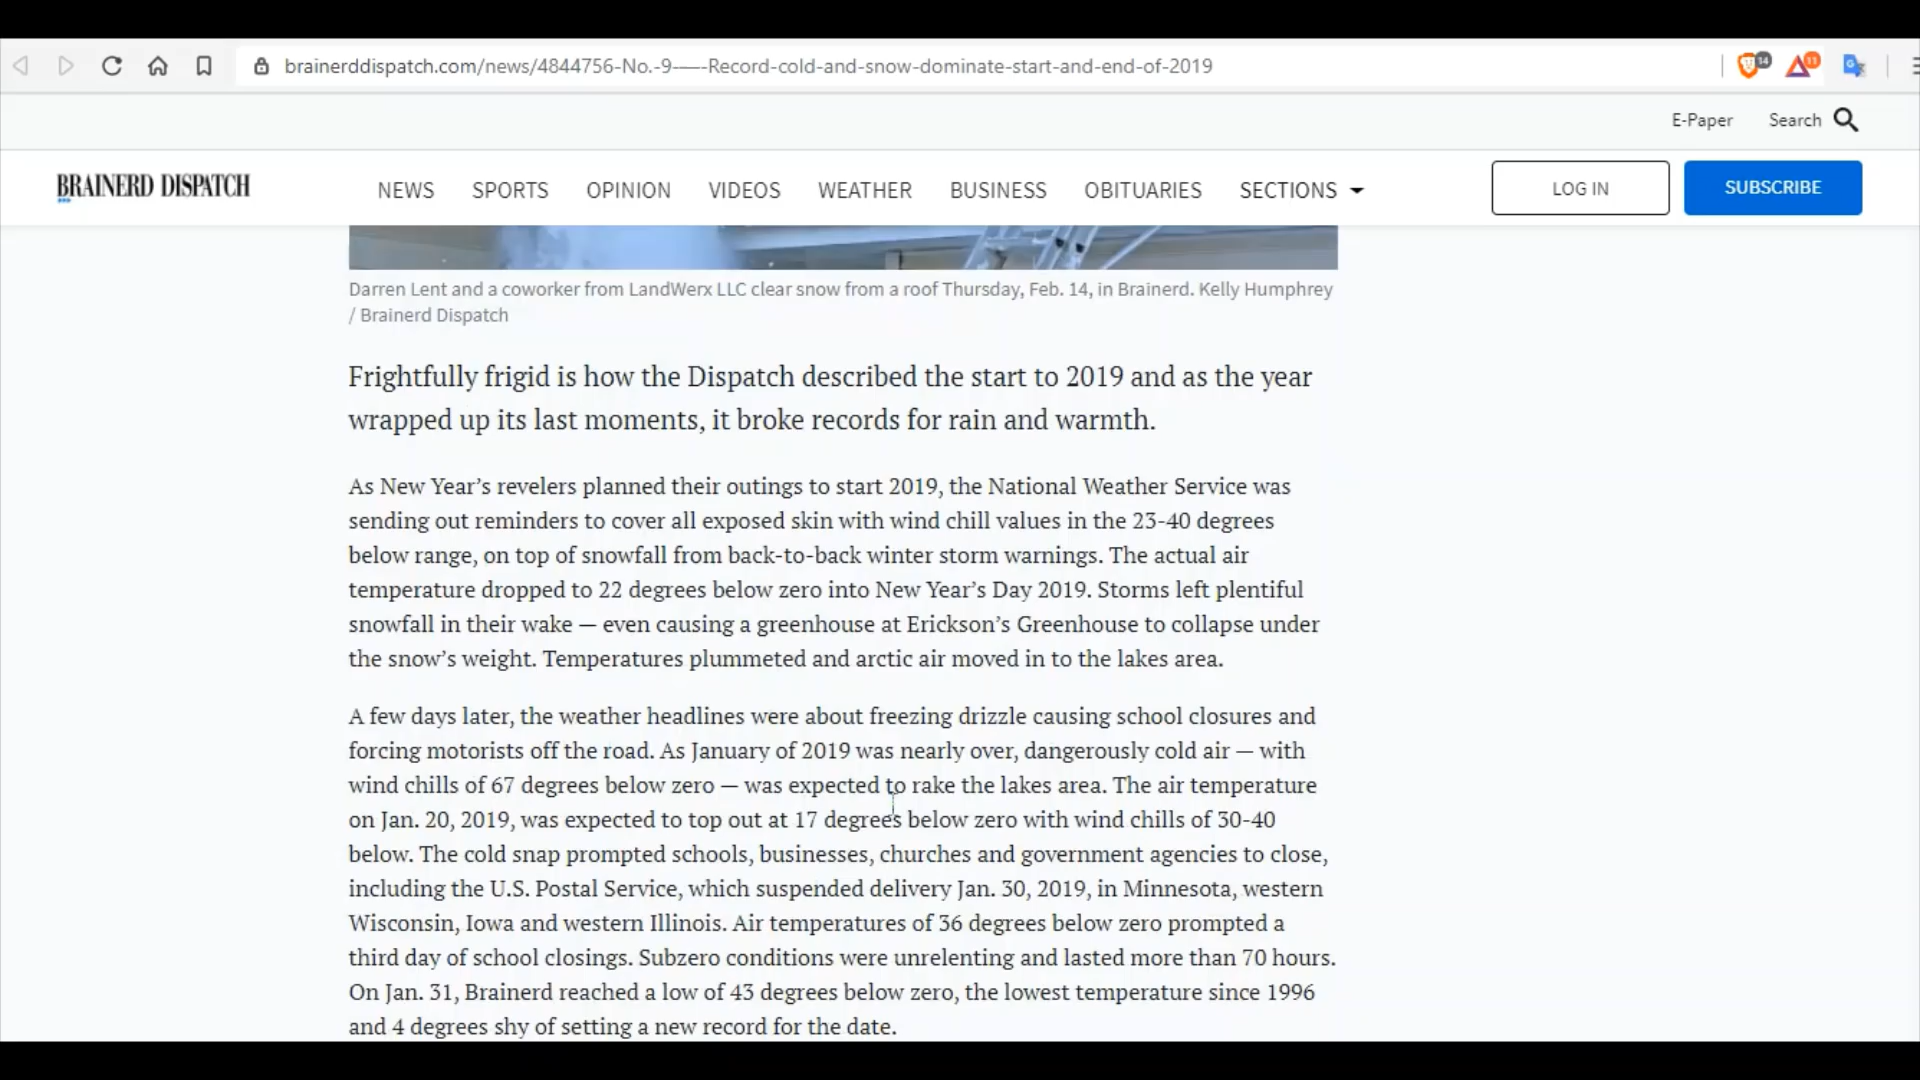 brainerddispatch.com/news/4844756-No.-9-——-Record-cold-and-snow-dominate-start-and-end-of-2019
14
11
E-Paper
Search
BRAINERD DISPATCH
NEWS
SPORTS
OPINION
VIDEOS
WEATHER
BUSINESS
OBITUARIES
SECTIONS
LOG IN
SUBSCRIBE
Darren Lent and a coworker from LandWerx LLC clear snow from a roof Thursday, Feb. 14, in Brainerd. Kelly Humphrey
/ Brainerd Dispatch
Frightfully frigid is how the Dispatch described the start to 2019 and as the year
wrapped up its last moments, it broke records for rain and warmth.
As New Year’s revelers planned their outings to start 2019, the National Weather Service was
sending out reminders to cover all exposed skin with wind chill values in the 23-40 degrees
below range, on top of snowfall from back-to-back winter storm warnings. The actual air
temperature dropped to 22 degrees below zero into New Year’s Day 2019. Storms left plentiful
snowfall in their wake — even causing a greenhouse at Erickson’s Greenhouse to collapse under
the snow’s weight. Temperatures plummeted and arctic air moved in to the lakes area.
A few days later, the weather headlines were about freezing drizzle causing school closures and
forcing motorists off the road. As January of 2019 was nearly over, dangerously cold air — with
wind chills of 67 degrees below zero — was expected to rake the lakes area. The air temperature
on Jan. 20, 2019, was expected to top out at 17 degrees below zero with wind chills of 30-40
below. The cold snap prompted schools, businesses, churches and government agencies to close,
including the U.S. Postal Service, which suspended delivery Jan. 30, 2019, in Minnesota, western
Wisconsin, Iowa and western Illinois. Air temperatures of 36 degrees below zero prompted a
third day of school closings. Subzero conditions were unrelenting and lasted more than 70 hours.
On Jan. 31, Brainerd reached a low of 43 degrees below zero, the lowest temperature since 1996
and 4 degrees shy of setting a new record for the date.